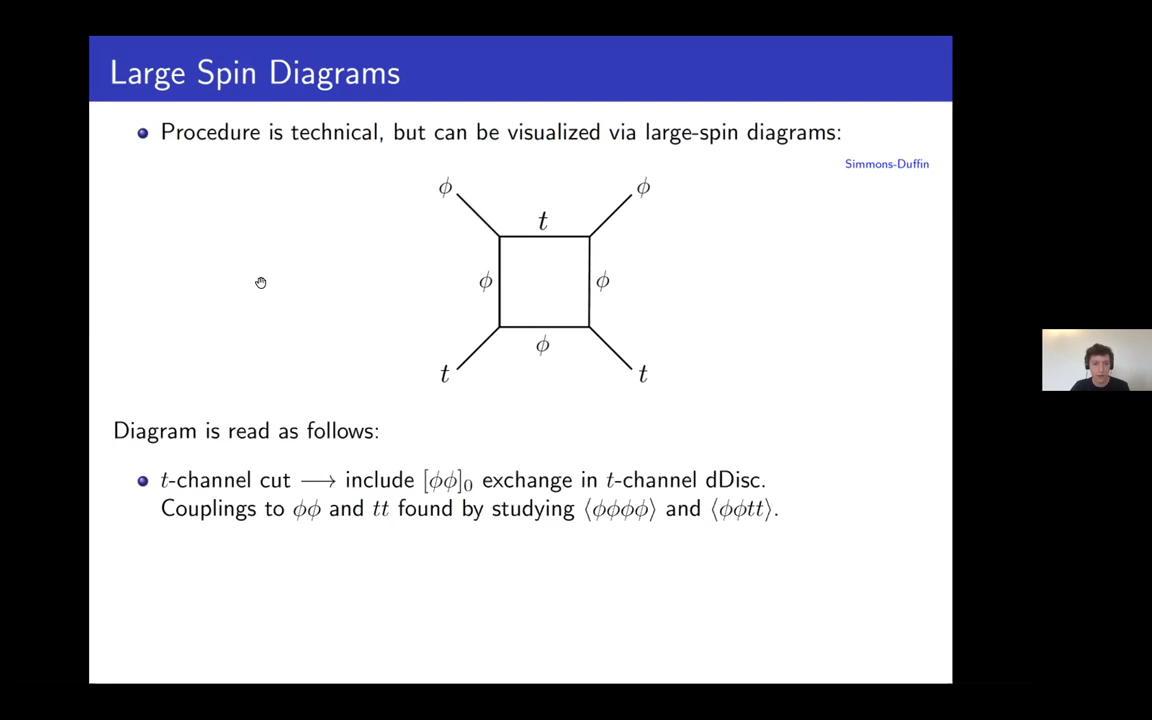 Large Spin Diagrams
Procedure is technical, but can be visualized via large-spin diagrams:
Simmons-Duffin
ϕ ϕ
t
ϕ ϕ
ϕ
t t
Diagram is read as follows:
t-channel cut ⟶ include [ϕϕ]₀ exchange in t-channel dDisc.
Couplings to ϕϕ and tt found by studying ⟨ϕϕϕϕ⟩ and ⟨ϕϕtt⟩.